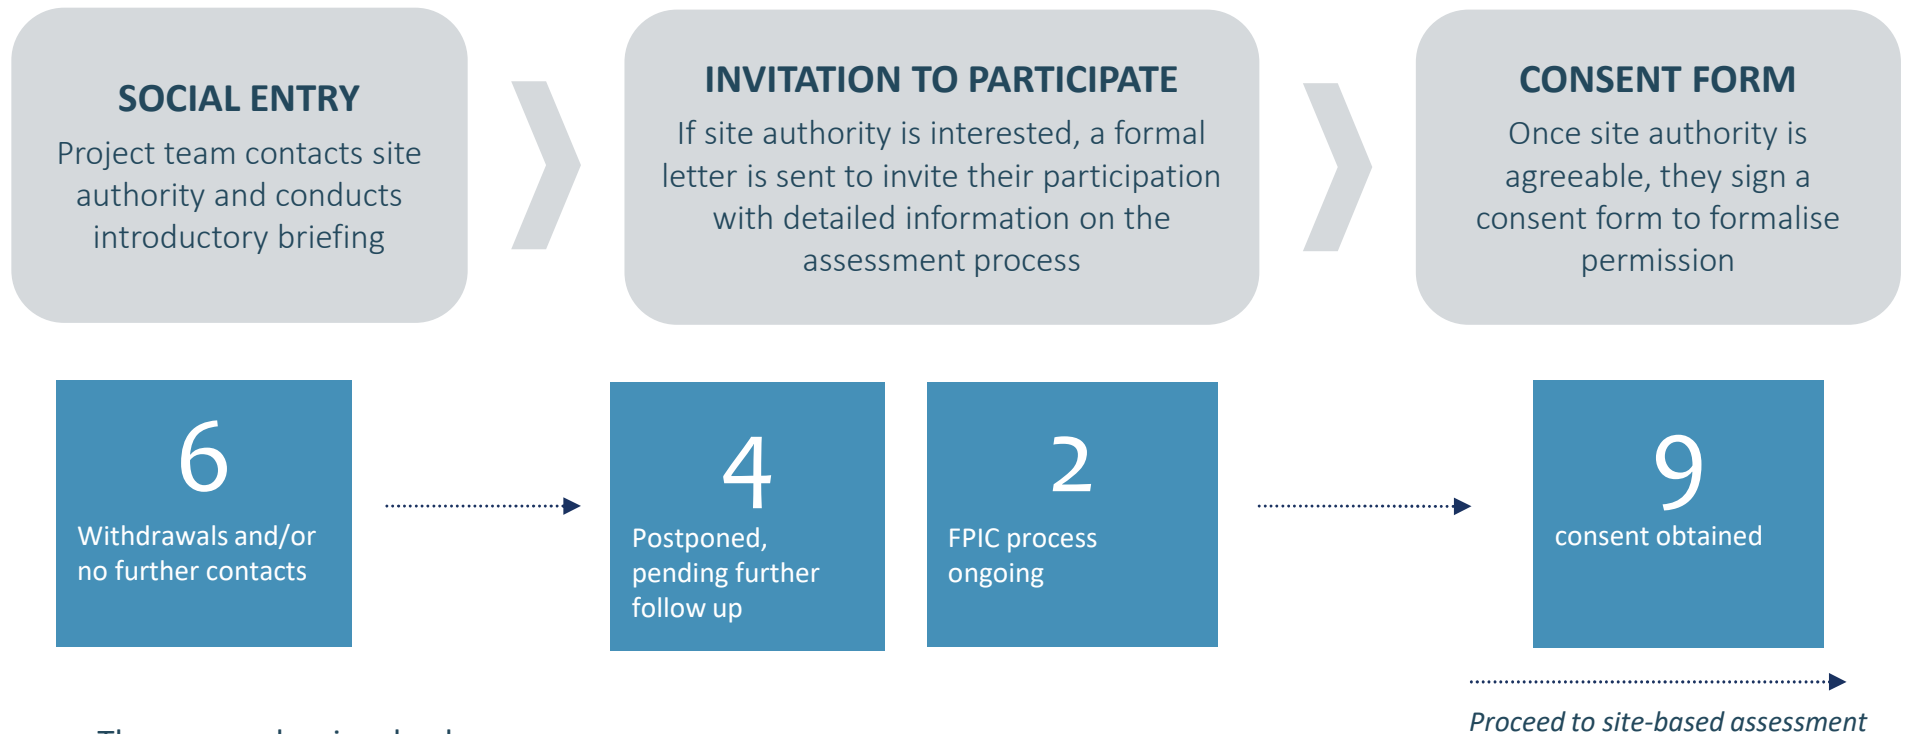 SOCIAL ENTRY
Project team contacts site
authority and conducts
introductory briefing
INVITATION TO PARTICIPATE
If site authority is interested, a formal
letter is sent to invite their participation
with detailed information on the
assessment process
CONSENT FORM
Once site authority is
agreeable, they sign a
consent form to formalise
permission
6
Withdrawals and/or
no further contacts
4
Postponed,
pending further
follow up
2
FPIC process
ongoing
9
consent obtained
Proceed to site-based assessment